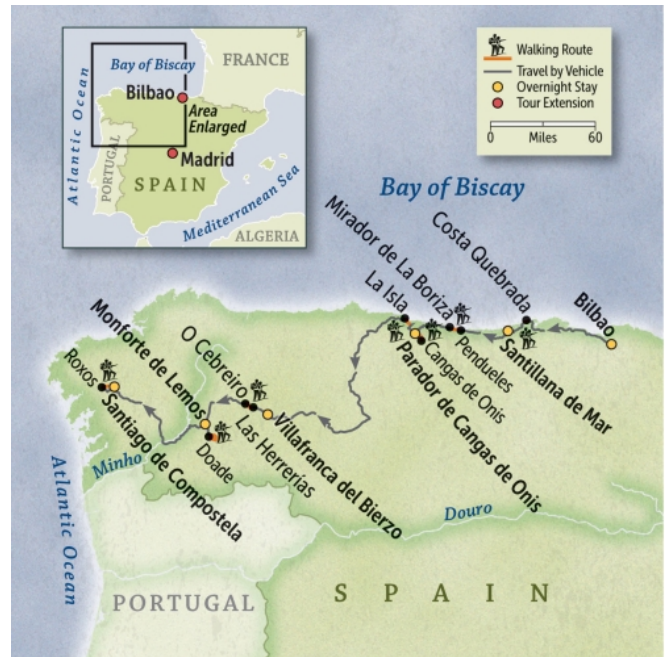 Bay of Biscay
FRANCE
Atlantic Ocean
Bilbao
Area
Enlarged
PORTUGAL
Madrid
SPAIN
Mediterranean Sea
ALGERIA
Walking Route
Travel by Vehicle
Overnight Stay
Tour Extension
0 Miles 60
Bay of Biscay
Mirador de La Boriza
Costa Quebrada
La Isla
Bilbao
Pendueles
Santillana de Mar
Cangas de Onis
Parador de Cangas de Onis
Monforte de Lemos
O Cebreiro
Roxos
Santiago de Compostela
Doade
Las Herrerías
Villafranca del Bierzo
Minho
Douro
Atlantic Ocean
PORTUGAL
SPAIN